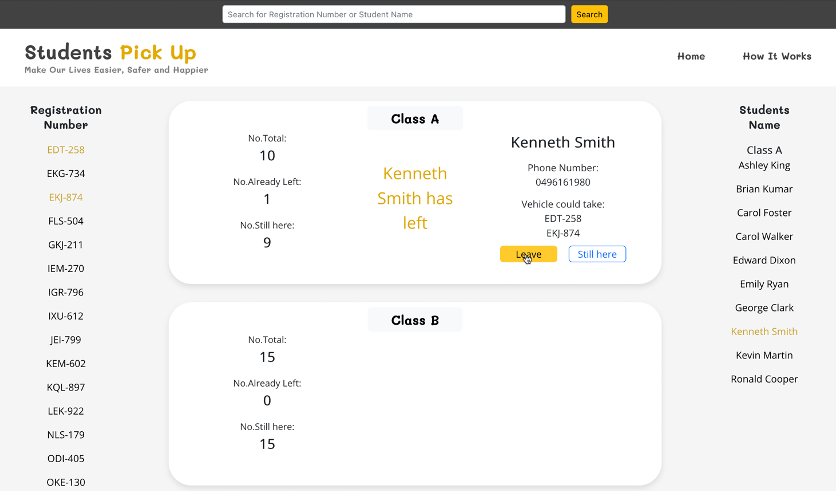 Search for Registration Number or Student Name
Search
Students Pick Up
Make Our Lives Easier, Safer and Happier
Home
How It Works
Registration
Number
EDT-258
EKG-734
EKJ-874
FLS-504
GKJ-211
IEM-270
IGR-796
IXU-612
JEI-799
KEM-602
KQL-897
LEK-922
NLS-179
ODI-405
OKE-130
Class A
No.Total:
10
No.Already Left:
1
No.Still here:
9
Kenneth
Smith has
left
Kenneth Smith
Phone Number:
0496161980
Vehicle could take:
EDT-258
EKJ-874
Leave
Still here
Class B
No.Total:
15
No.Already Left:
0
No.Still here:
15
Students
Name
Class A
Ashley King
Brian Kumar
Carol Foster
Carol Walker
Edward Dixon
Emily Ryan
George Clark
Kenneth Smith
Kevin Martin
Ronald Cooper